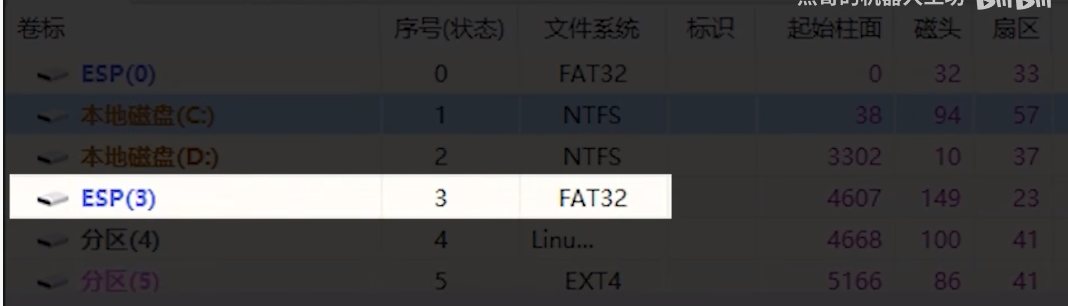 卷标 序号(状态) 文件系统 标识 起始柱面 磁头 扇区
ESP(0) 0 FAT32 0 32 33
本地磁盘(C:) 1 NTFS 38 94 57
本地磁盘(D:) 2 NTFS 3302 10 37
ESP(3) 3 FAT32 4607 149 23
分区(4) 4 Linu... 4668 100 41
分区(5) 5 EXT4 5166 86 41